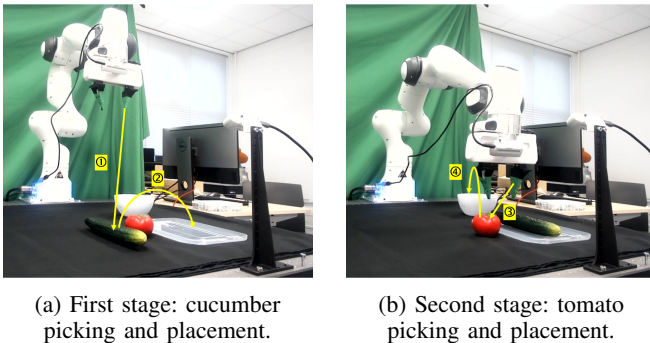 ①
②
④
③
(a) First stage: cucumber
picking and placement.
(b) Second stage: tomato
picking and placement.